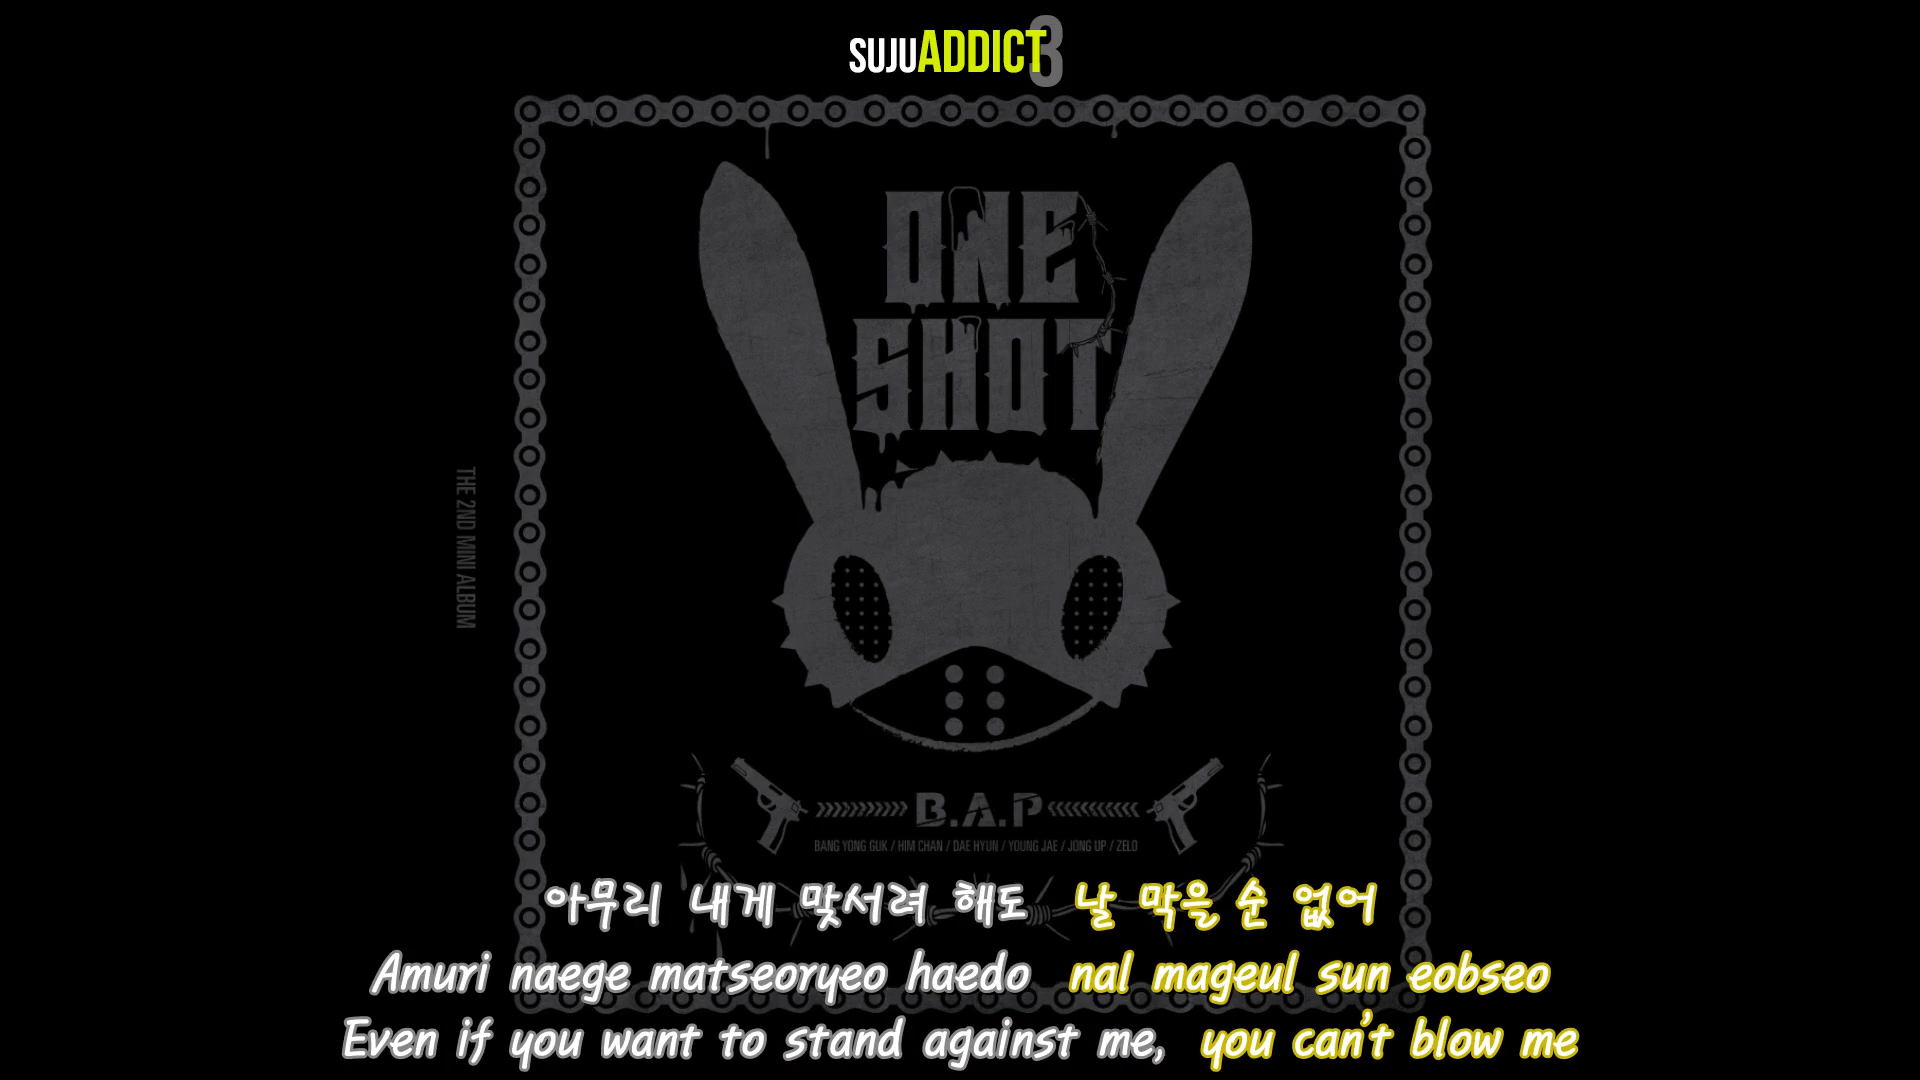 SUJUADDICT3
ONE
SHOT
THE 2ND MINI ALBUM
B.A.P
BANG YONG GUK / HIM CHAN / DAE HYUN / YOUNG JAE / JONG UP / ZELO
아무리 내게 맞서려 해도 날 막을 순 없어
Amuri naege matseoryeo haedo nal mageul sun eobseo
Even if you want to stand against me, you can't blow me